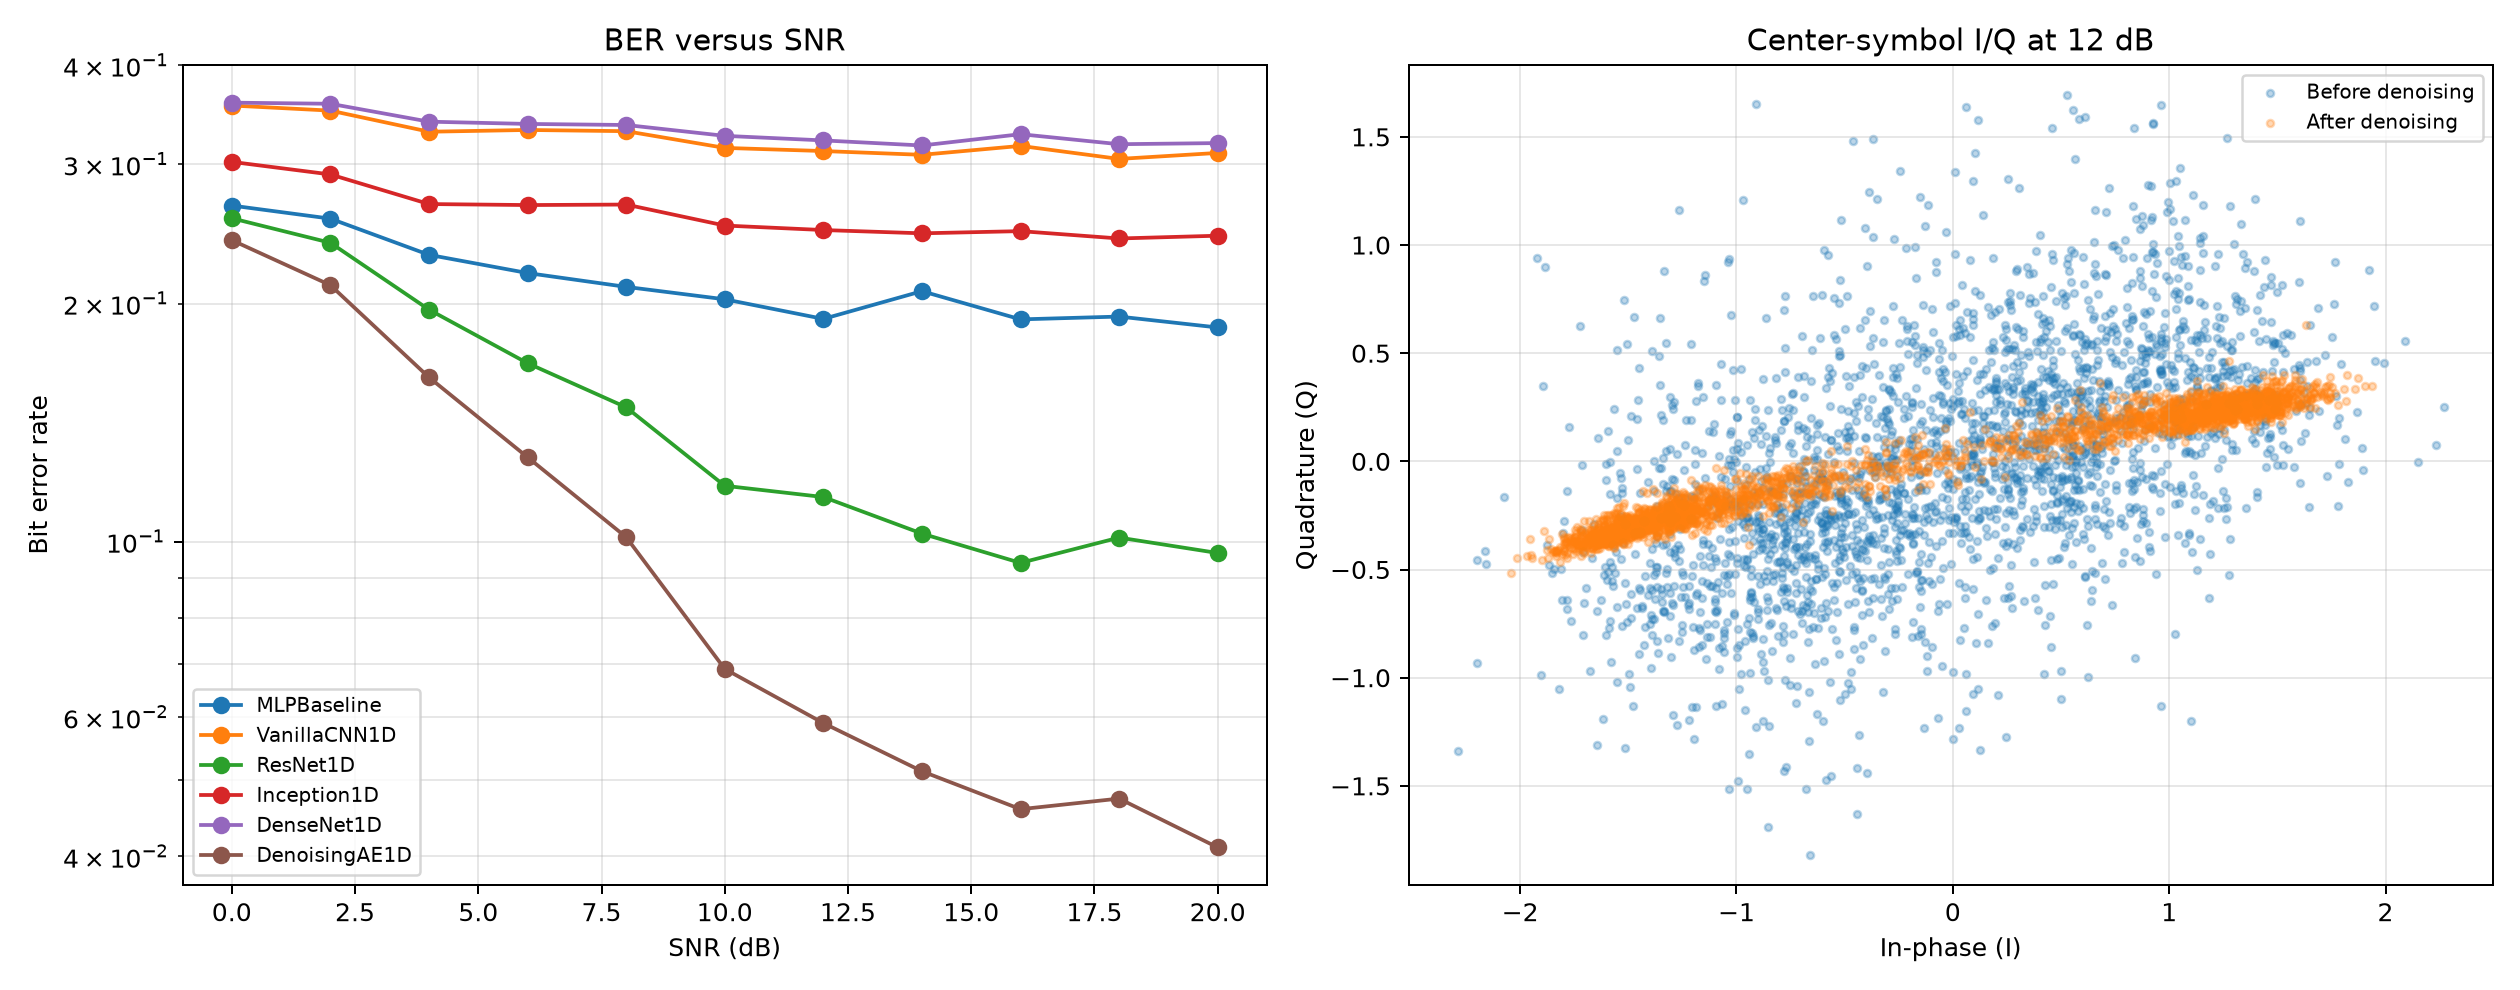 BER versus SNR
Bit error rate
4 × 10⁻¹
3 × 10⁻¹
2 × 10⁻¹
10⁻¹
6 × 10⁻²
4 × 10⁻²
MLPBaseline
VanillaCNN1D
ResNet1D
Inception1D
DenseNet1D
DenoisingAE1D
0.0 2.5 5.0 7.5 10.0 12.5 15.0 17.5 20.0
SNR (dB)
Center-symbol I/Q at 12 dB
Before denoising
After denoising
Quadrature (Q)
1.5
1.0
0.5
0.0
−0.5
−1.0
−1.5
−2 −1 0 1 2
In-phase (I)